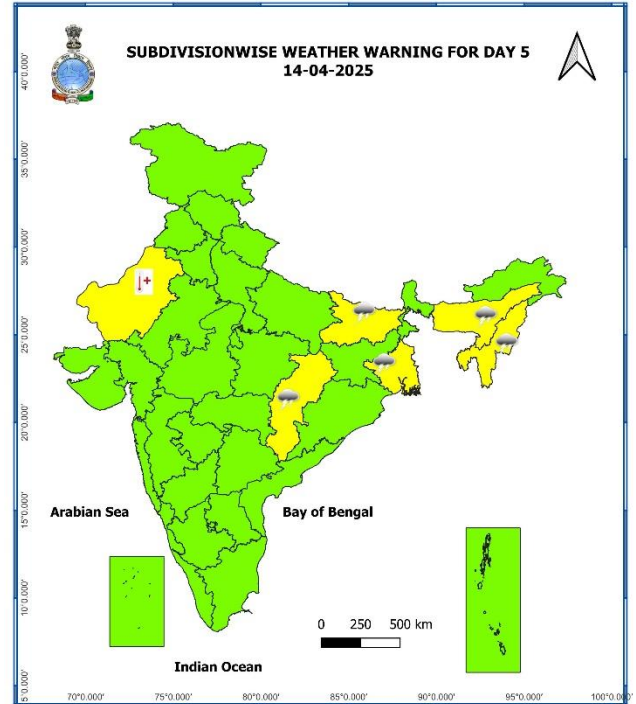 SUBDIVISIONWISE WEATHER WARNING FOR DAY 5
14-04-2025
40°0.000'
35°0.000'
30°0.000'
25°0.000'
20°0.000'
15°0.000'
10°0.000'
5°0.000'
Arabian Sea
Bay of Bengal
0 250 500 km
Indian Ocean
70°0.000' 75°0.000' 80°0.000' 85°0.000' 90°0.000' 95°0.000' 100°0.000'